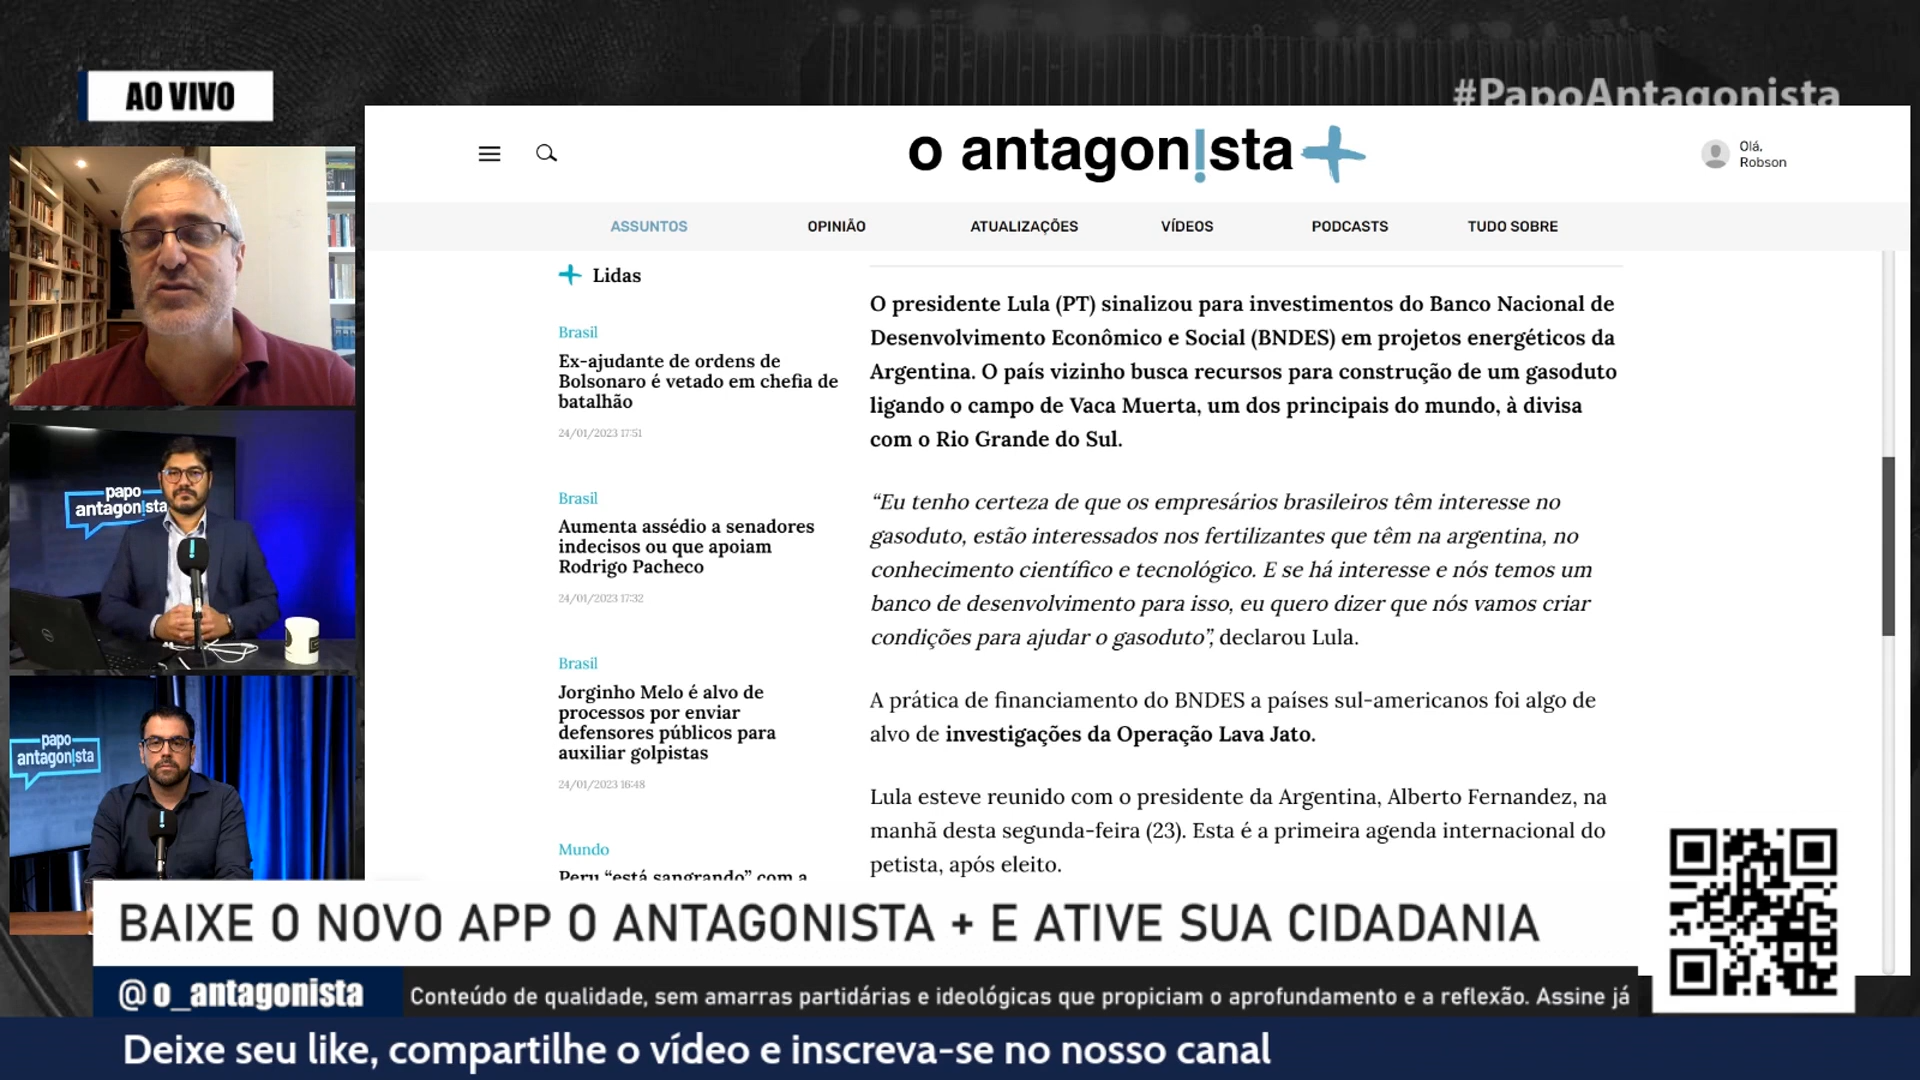 AO VIVO
#PapoAntagonista
o antagon!sta+
Olá,
Robson
ASSUNTOS
OPINIÃO
ATUALIZAÇÕES
VÍDEOS
PODCASTS
TUDO SOBRE
Lidas
Brasil
Ex-ajudante de ordens de
Bolsonaro é vetado em chefia de
batalhão
24/01/2023 17:51
Brasil
Aumenta assédio a senadores
indecisos ou que apoiam
Rodrigo Pacheco
24/01/2023 17:32
Brasil
Jorginho Melo é alvo de
processos por enviar
defensores públicos para
auxiliar golpistas
24/01/2023 16:48
Mundo
Peru “está sangrando” com a
O presidente Lula (PT) sinalizou para investimentos do Banco Nacional de
Desenvolvimento Econômico e Social (BNDES) em projetos energéticos da
Argentina. O país vizinho busca recursos para construção de um gasoduto
ligando o campo de Vaca Muerta, um dos principais do mundo, à divisa
com o Rio Grande do Sul.
“Eu tenho certeza de que os empresários brasileiros têm interesse no
gasoduto, estão interessados nos fertilizantes que têm na argentina, no
conhecimento científico e tecnológico. E se há interesse e nós temos um
banco de desenvolvimento para isso, eu quero dizer que nós vamos criar
condições para ajudar o gasoduto”, declarou Lula.
A prática de financiamento do BNDES a países sul-americanos foi algo de
alvo de investigações da Operação Lava Jato.
Lula esteve reunido com o presidente da Argentina, Alberto Fernandez, na
manhã desta segunda-feira (23). Esta é a primeira agenda internacional do
petista, após eleito.
papo
antagon!sta
papo
antagon!sta
BAIXE O NOVO APP O ANTAGONISTA + E ATIVE SUA CIDADANIA
@o_antagonista
Conteúdo de qualidade, sem amarras partidárias e ideológicas que propiciam o aprofundamento e a reflexão. Assine já
Deixe seu like, compartilhe o vídeo e inscreva-se no nosso canal